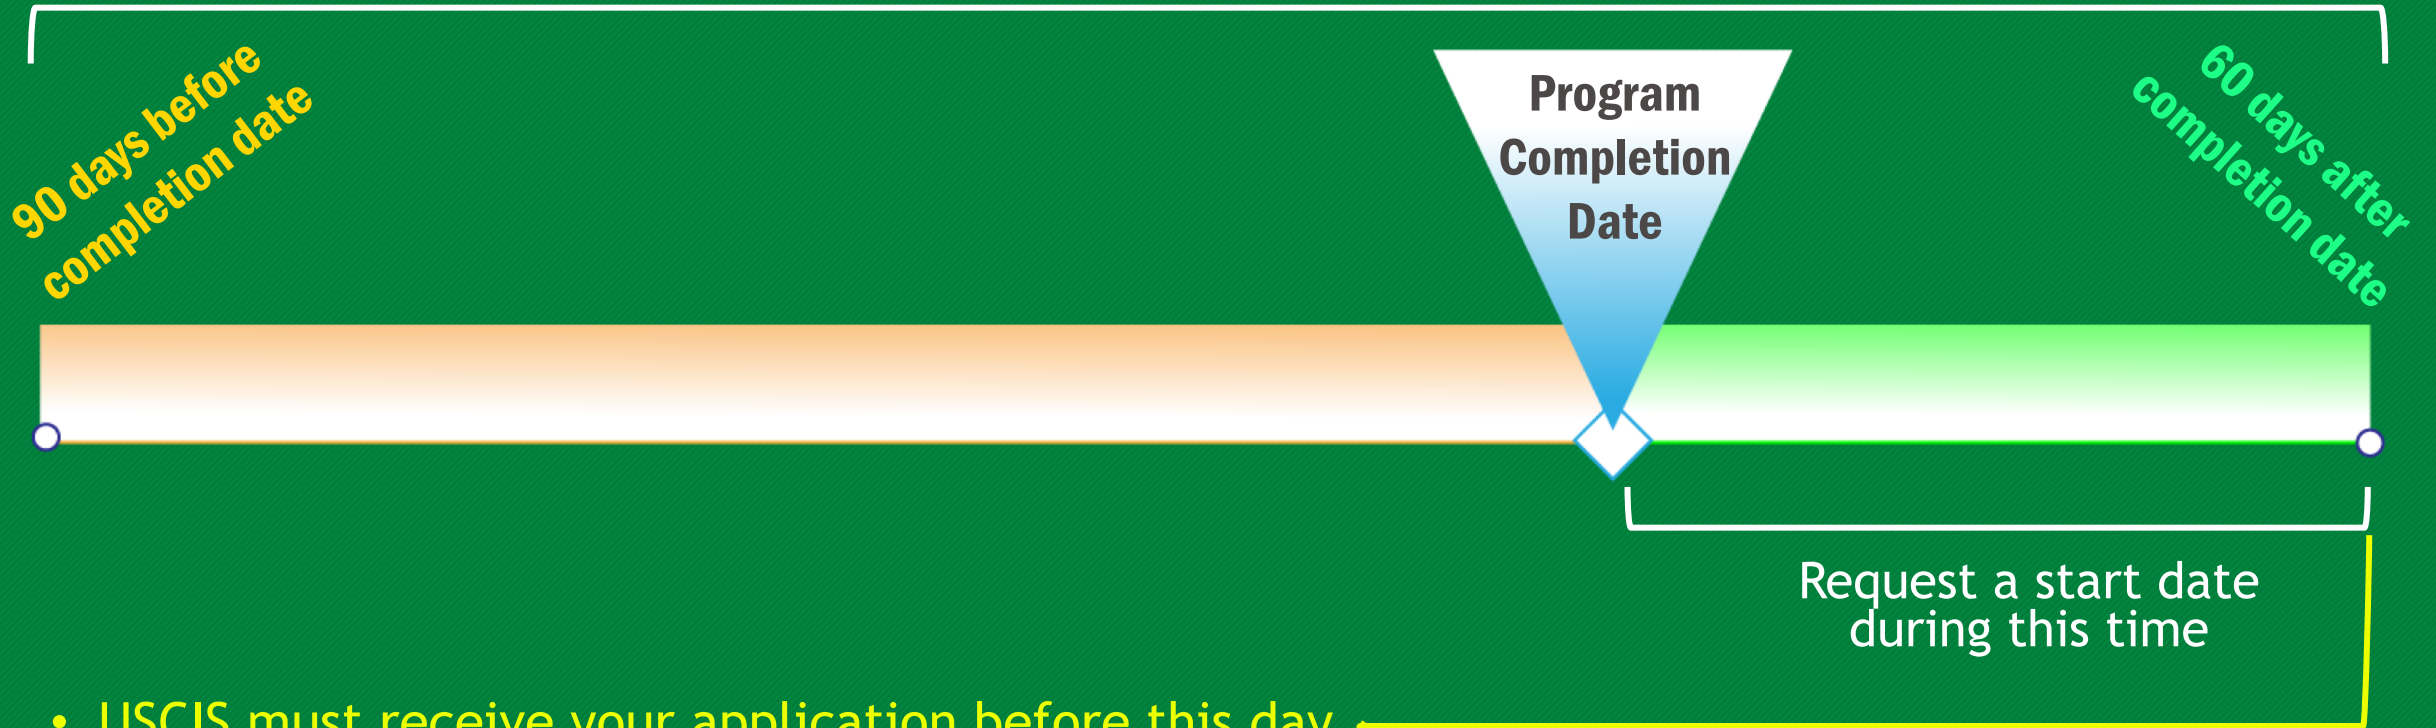 90 days before
completion date
Program
Completion
Date
60 days after
completion date
Request a start date
during this time
• USCIS must receive your application before this day